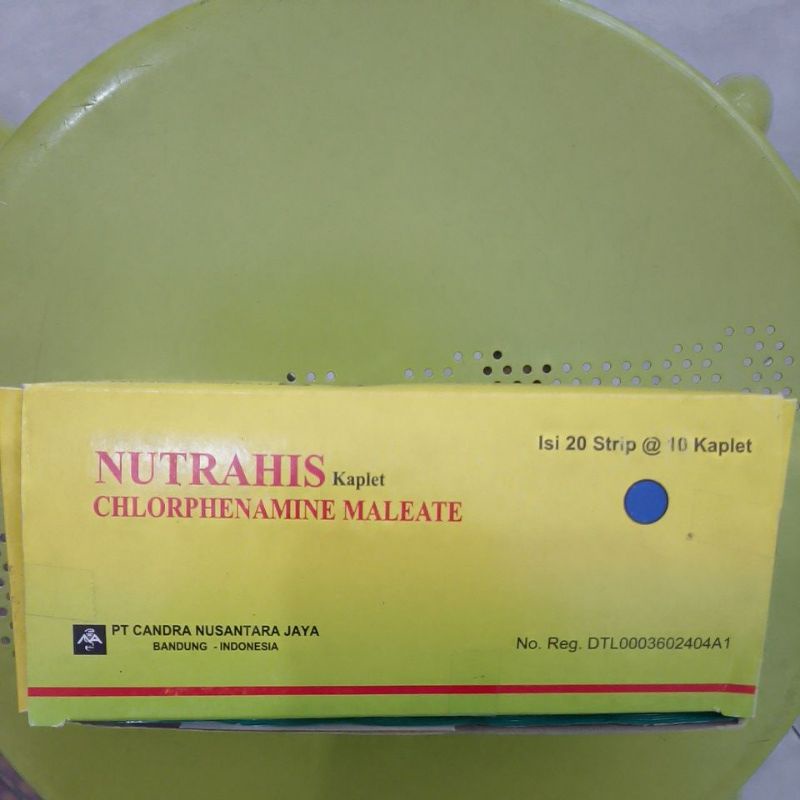 Isi 20 Strip @ 10 Kaplet
NUTRAHIS Kaplet
CHLORPHENAMINE MALEATE
PT CANDRA NUSANTARA JAYA
BANDUNG - INDONESIA
No. Reg. DTL0003602404A1